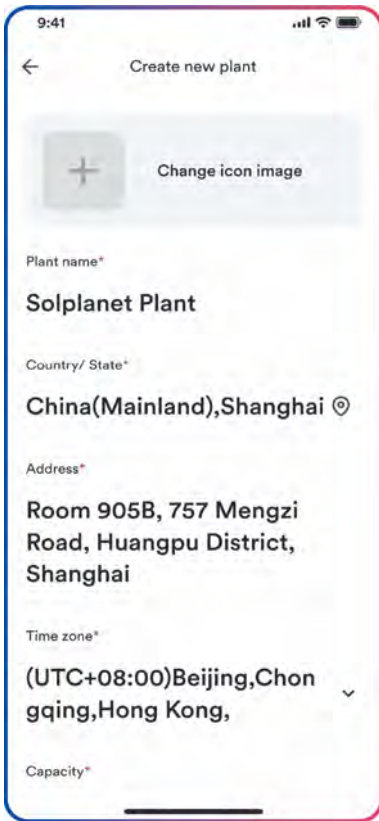 9:41
Create new plant
Change icon image
Plant name*
Solplanet Plant
Country/ State*
China(Mainland),Shanghai
Address*
Room 905B, 757 Mengzi
Road, Huangpu District,
Shanghai
Time zone*
(UTC+08:00)Beijing,Chon
gqing,Hong Kong,
Capacity*